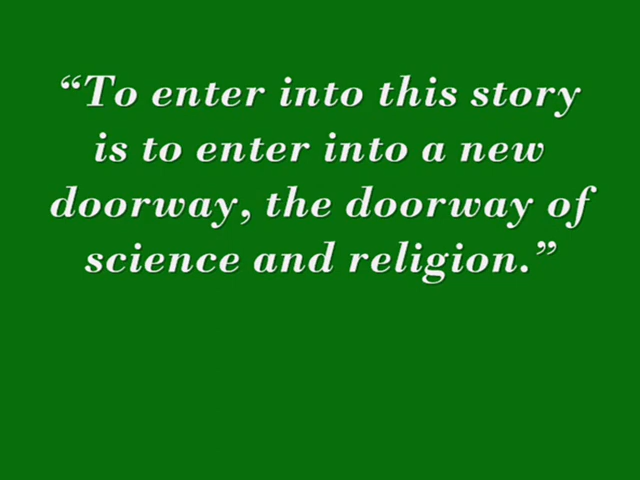 “To enter into this story
is to enter into a new
doorway, the doorway of
science and religion.”